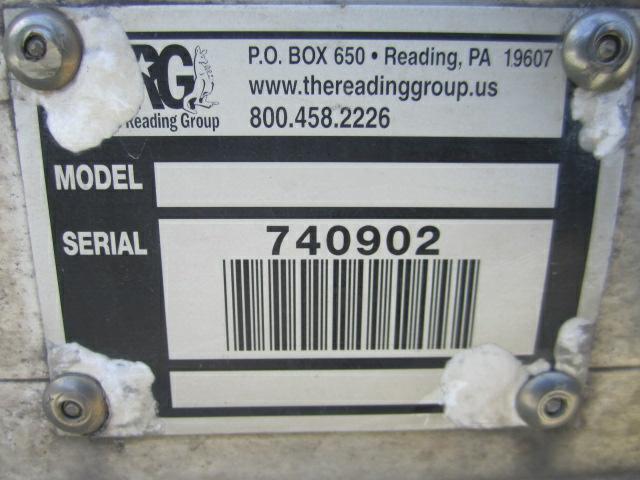 RG
Reading Group
P.O. BOX 650 • Reading, PA 19607
www.thereadinggroup.us
800.458.2226
MODEL
SERIAL
740902